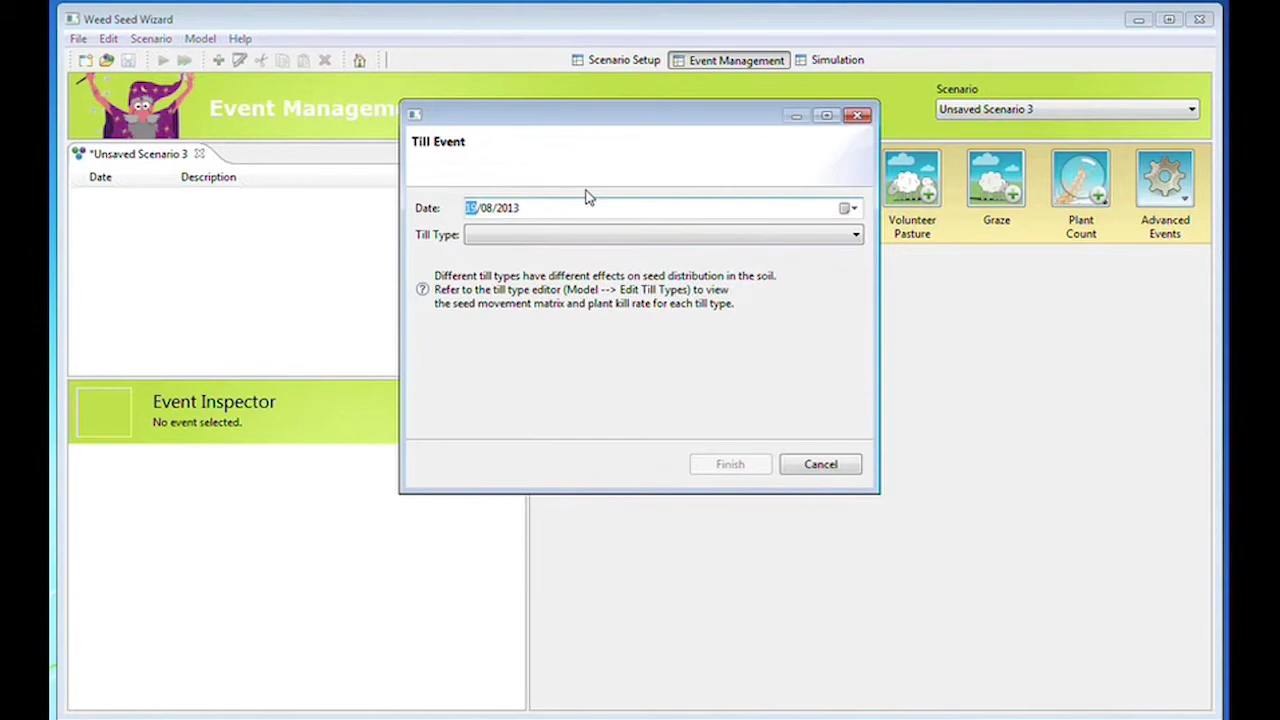 Weed Seed Wizard
File Edit Scenario Model Help
Scenario Setup Event Management Simulation
Event Managem
Scenario
Unsaved Scenario 3
*Unsaved Scenario 3
Date Description
Till Event
Date: 19/08/2013
Till Type:
Different till types have different effects on seed distribution in the soil.
Refer to the till type editor (Model --> Edit Till Types) to view
the seed movement matrix and plant kill rate for each till type.
Finish Cancel
Volunteer Pasture
Graze
Plant Count
Advanced Events
Event Inspector
No event selected.